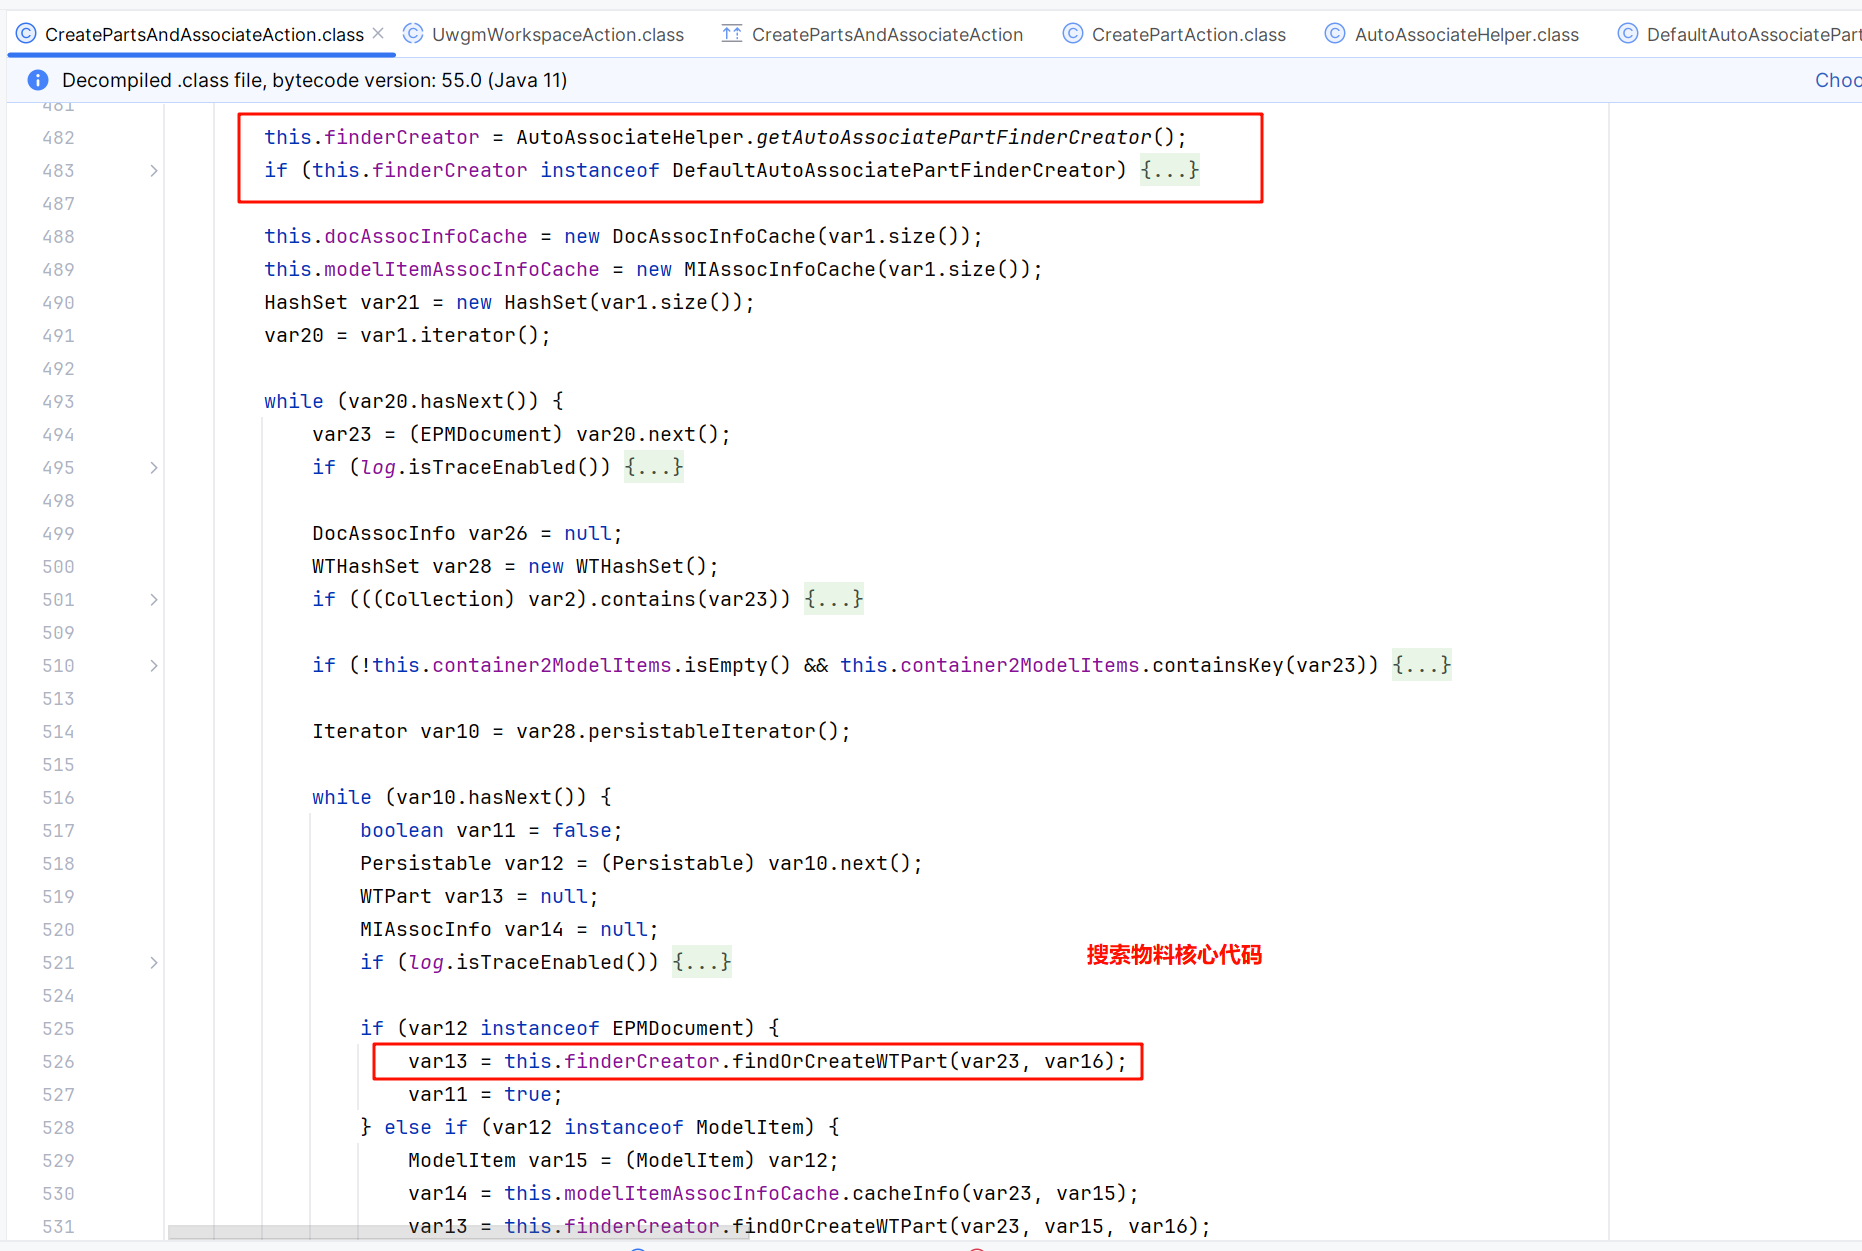 CreatePartsAndAssociateAction.class UwgmWorkspaceAction.class CreatePartsAndAssociateAction CreatePartAction.class AutoAssociateHelper.class DefaultAutoAssociatePart
Decompiled .class file, bytecode version: 55.0 (Java 11) Choo
481
482 this.finderCreator = AutoAssociateHelper.getAutoAssociatePartFinderCreator();
483 if (this.finderCreator instanceof DefaultAutoAssociatePartFinderCreator) {...}
487
488 this.docAssocInfoCache = new DocAssocInfoCache(var1.size());
489 this.modelItemAssocInfoCache = new MIAssocInfoCache(var1.size());
490 HashSet var21 = new HashSet(var1.size());
491 var20 = var1.iterator();
492
493 while (var20.hasNext()) {
494 var23 = (EPMDocument) var20.next();
495 if (log.isTraceEnabled()) {...}
498
499 DocAssocInfo var26 = null;
500 WTHashSet var28 = new WTHashSet();
501 if (((Collection) var2).contains(var23)) {...}
509
510 if (!this.container2ModelItems.isEmpty() && this.container2ModelItems.containsKey(var23)) {...}
513
514 Iterator var10 = var28.persistableIterator();
515
516 while (var10.hasNext()) {
517 boolean var11 = false;
518 Persistable var12 = (Persistable) var10.next();
519 WTPart var13 = null;
520 MIAssocInfo var14 = null;
搜索物料核心代码
521 if (log.isTraceEnabled()) {...}
524
525 if (var12 instanceof EPMDocument) {
526 var13 = this.finderCreator.findOrCreateWTPart(var23, var16);
527 var11 = true;
528 } else if (var12 instanceof ModelItem) {
529 ModelItem var15 = (ModelItem) var12;
530 var14 = this.modelItemAssocInfoCache.cacheInfo(var23, var15);
531 var13 = this.finderCreator.findOrCreateWTPart(var23, var15, var16);